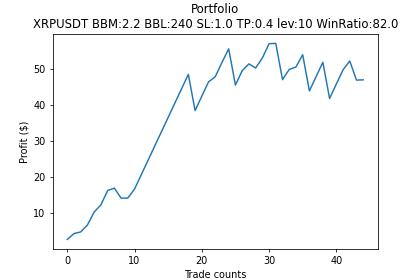 Portfolio
XRPUSDT BBM:2.2 BBL:240 SL:1.0 TP:0.4 lev:10 WinRatio:82.0
50
40
30
20
10
Profit ($)
0
10
20
30
40
Trade counts